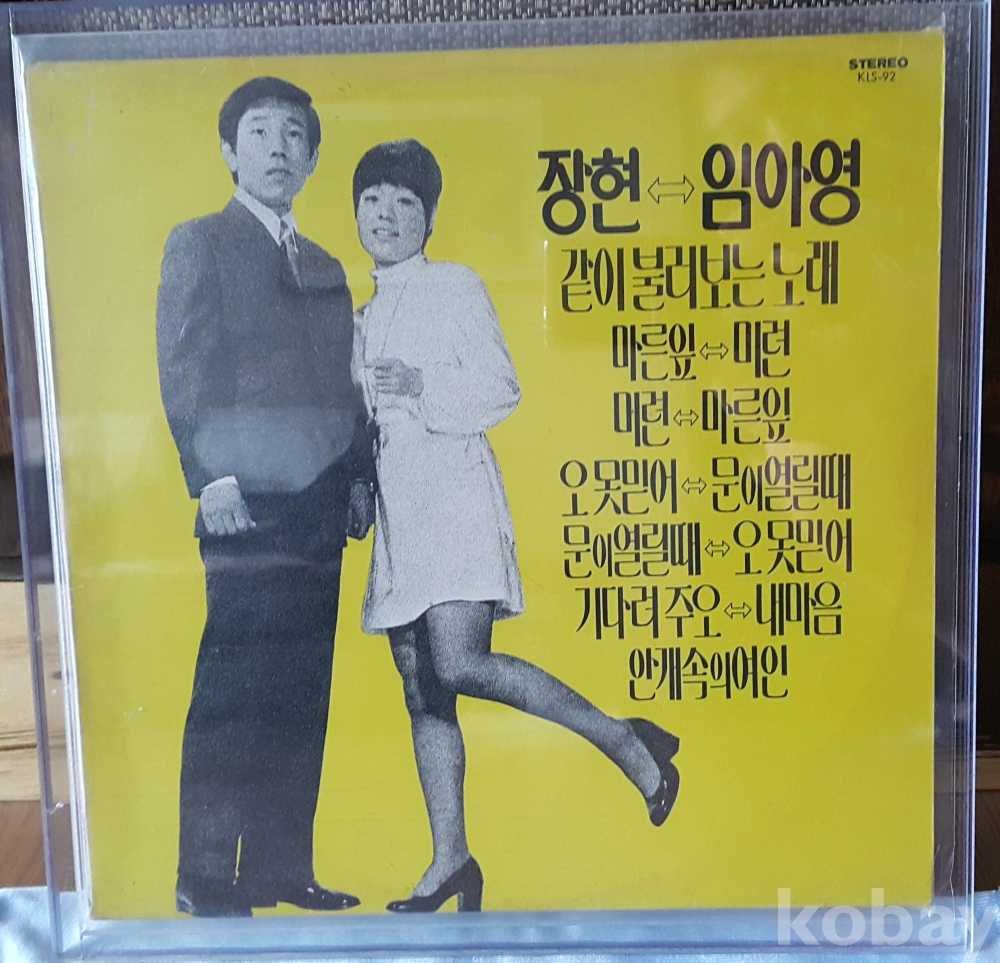 STEREO
KLS-92
장현⇔임아영
같이 불러보는 노래
마른잎⇔미련
미련⇔마른잎
오 못믿어⇔문이열릴때
문이열릴때⇔오 못믿어
기다려 주오⇔내마음
안개속의여인
kobay